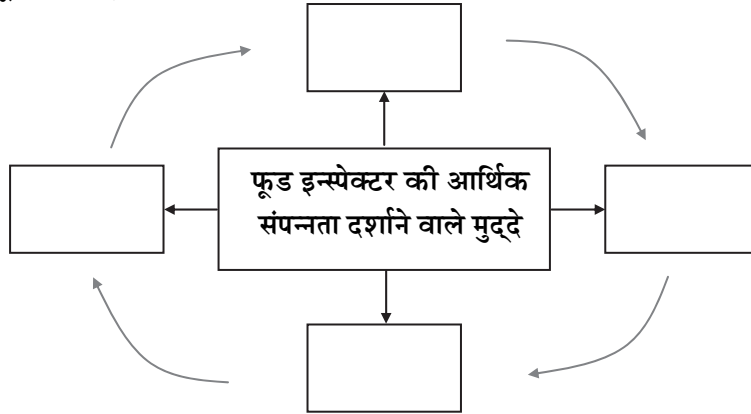 फूड इन्स्पेक्टर की आर्थिक
संपन्नता दर्शाने वाले मुद्‌दे